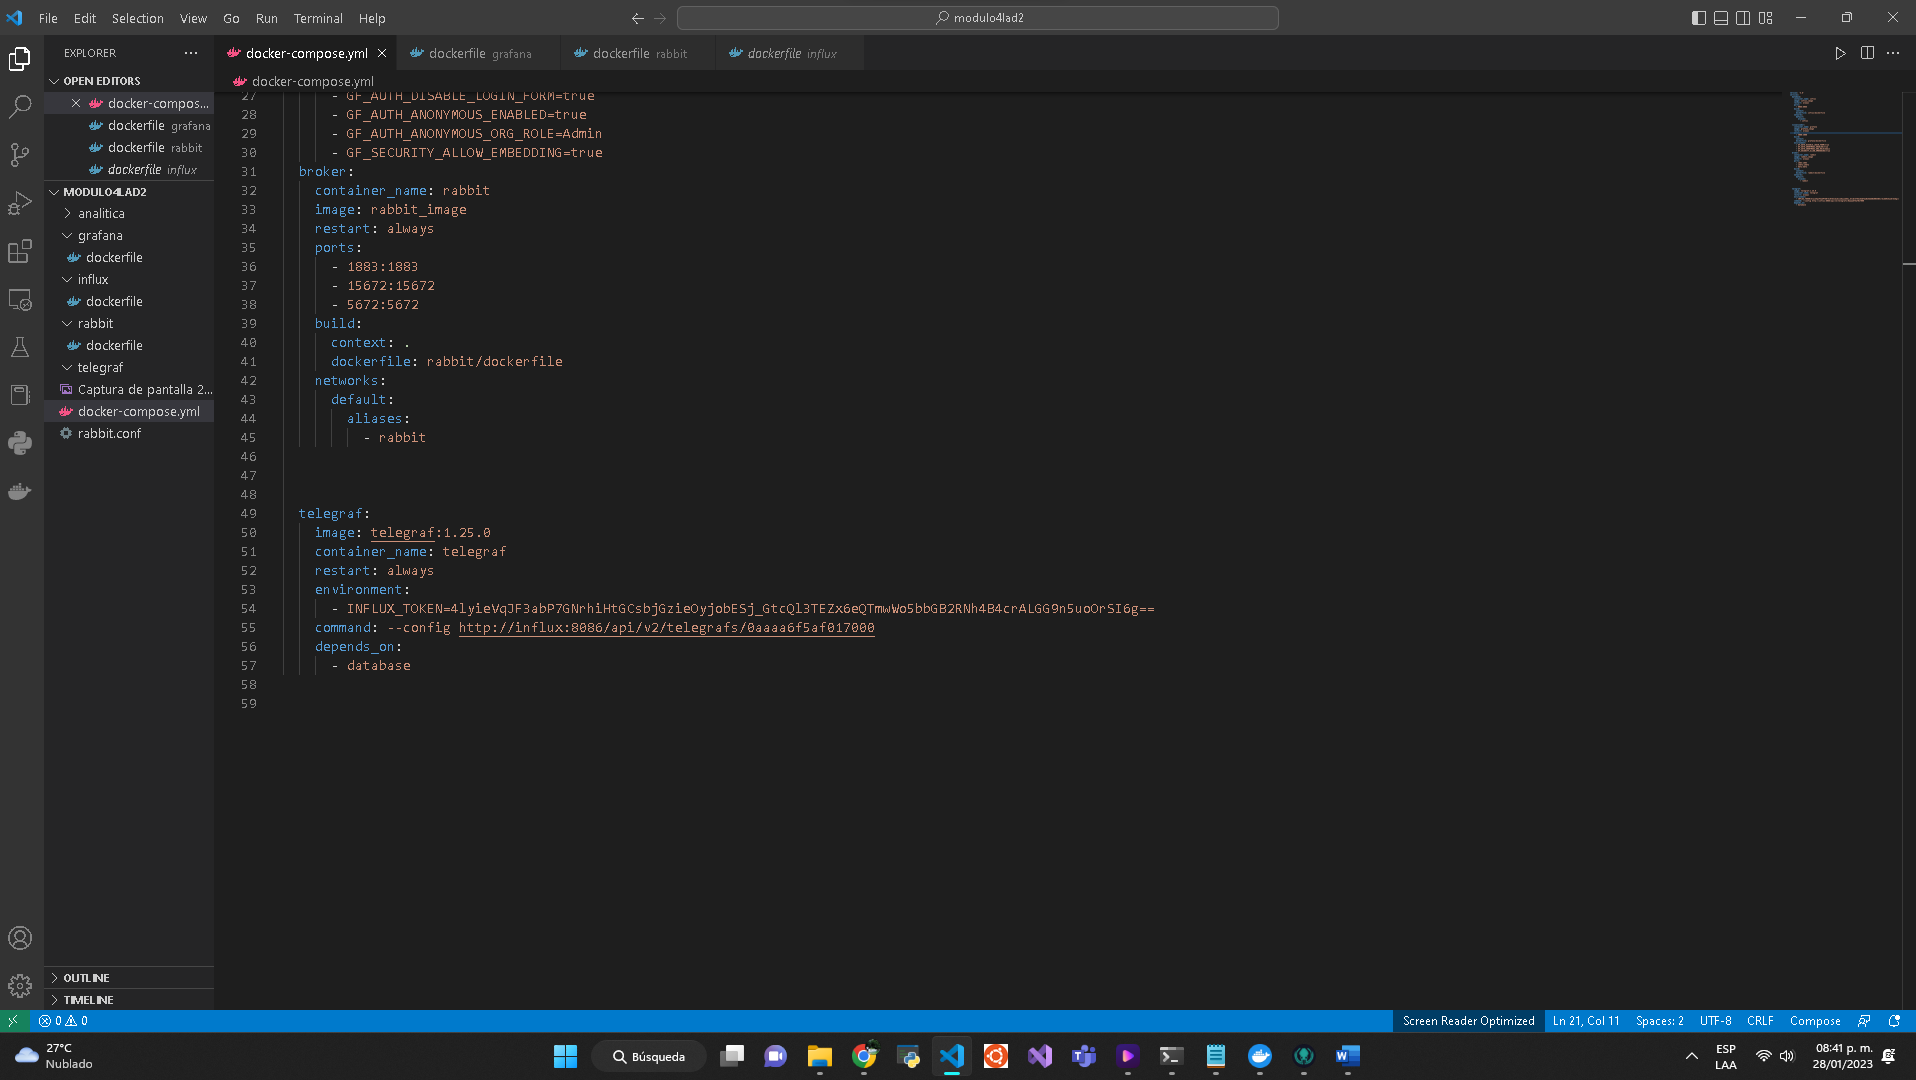 File Edit Selection View Go Run Terminal Help
modulo4lad2
EXPLORER
OPEN EDITORS
docker-compos...
dockerfile grafana
dockerfile rabbit
dockerfile influx
MODULO4LAD2
analitica
grafana
dockerfile
influx
dockerfile
rabbit
dockerfile
telegraf
Captura de pantalla 2...
docker-compose.yml
rabbit.conf
OUTLINE
TIMELINE
docker-compose.yml dockerfile grafana dockerfile rabbit dockerfile influx
docker-compose.yml
27 - GF_AUTH_DISABLE_LOGIN_FORM=true
28 - GF_AUTH_ANONYMOUS_ENABLED=true
29 - GF_AUTH_ANONYMOUS_ORG_ROLE=Admin
30 - GF_SECURITY_ALLOW_EMBEDDING=true
31 broker:
32 container_name: rabbit
33 image: rabbit_image
34 restart: always
35 ports:
36 - 1883:1883
37 - 15672:15672
38 - 5672:5672
39 build:
40 context: .
41 dockerfile: rabbit/dockerfile
42 networks:
43 default:
44 aliases:
45 - rabbit
46
47
48
49 telegraf:
50 image: telegraf:1.25.0
51 container_name: telegraf
52 restart: always
53 environment:
54 - INFLUX_TOKEN=4lyieVqJF3abP7GNrhiHtGCsbjGzieOyjobESj_GtcQl3TEZx6eQTmwWo5bbGB2RNh4B4crALGG9n5uoOrSI6g==
55 command: --config http://influx:8086/api/v2/telegrafs/0aaaa6f5af017000
56 depends_on:
57 - database
58
59
0 0
Screen Reader Optimized Ln 21, Col 11 Spaces: 2 UTF-8 CRLF Compose
27°C
Nublado
Búsqueda
ESP
LAA
08:41 p. m.
28/01/2023